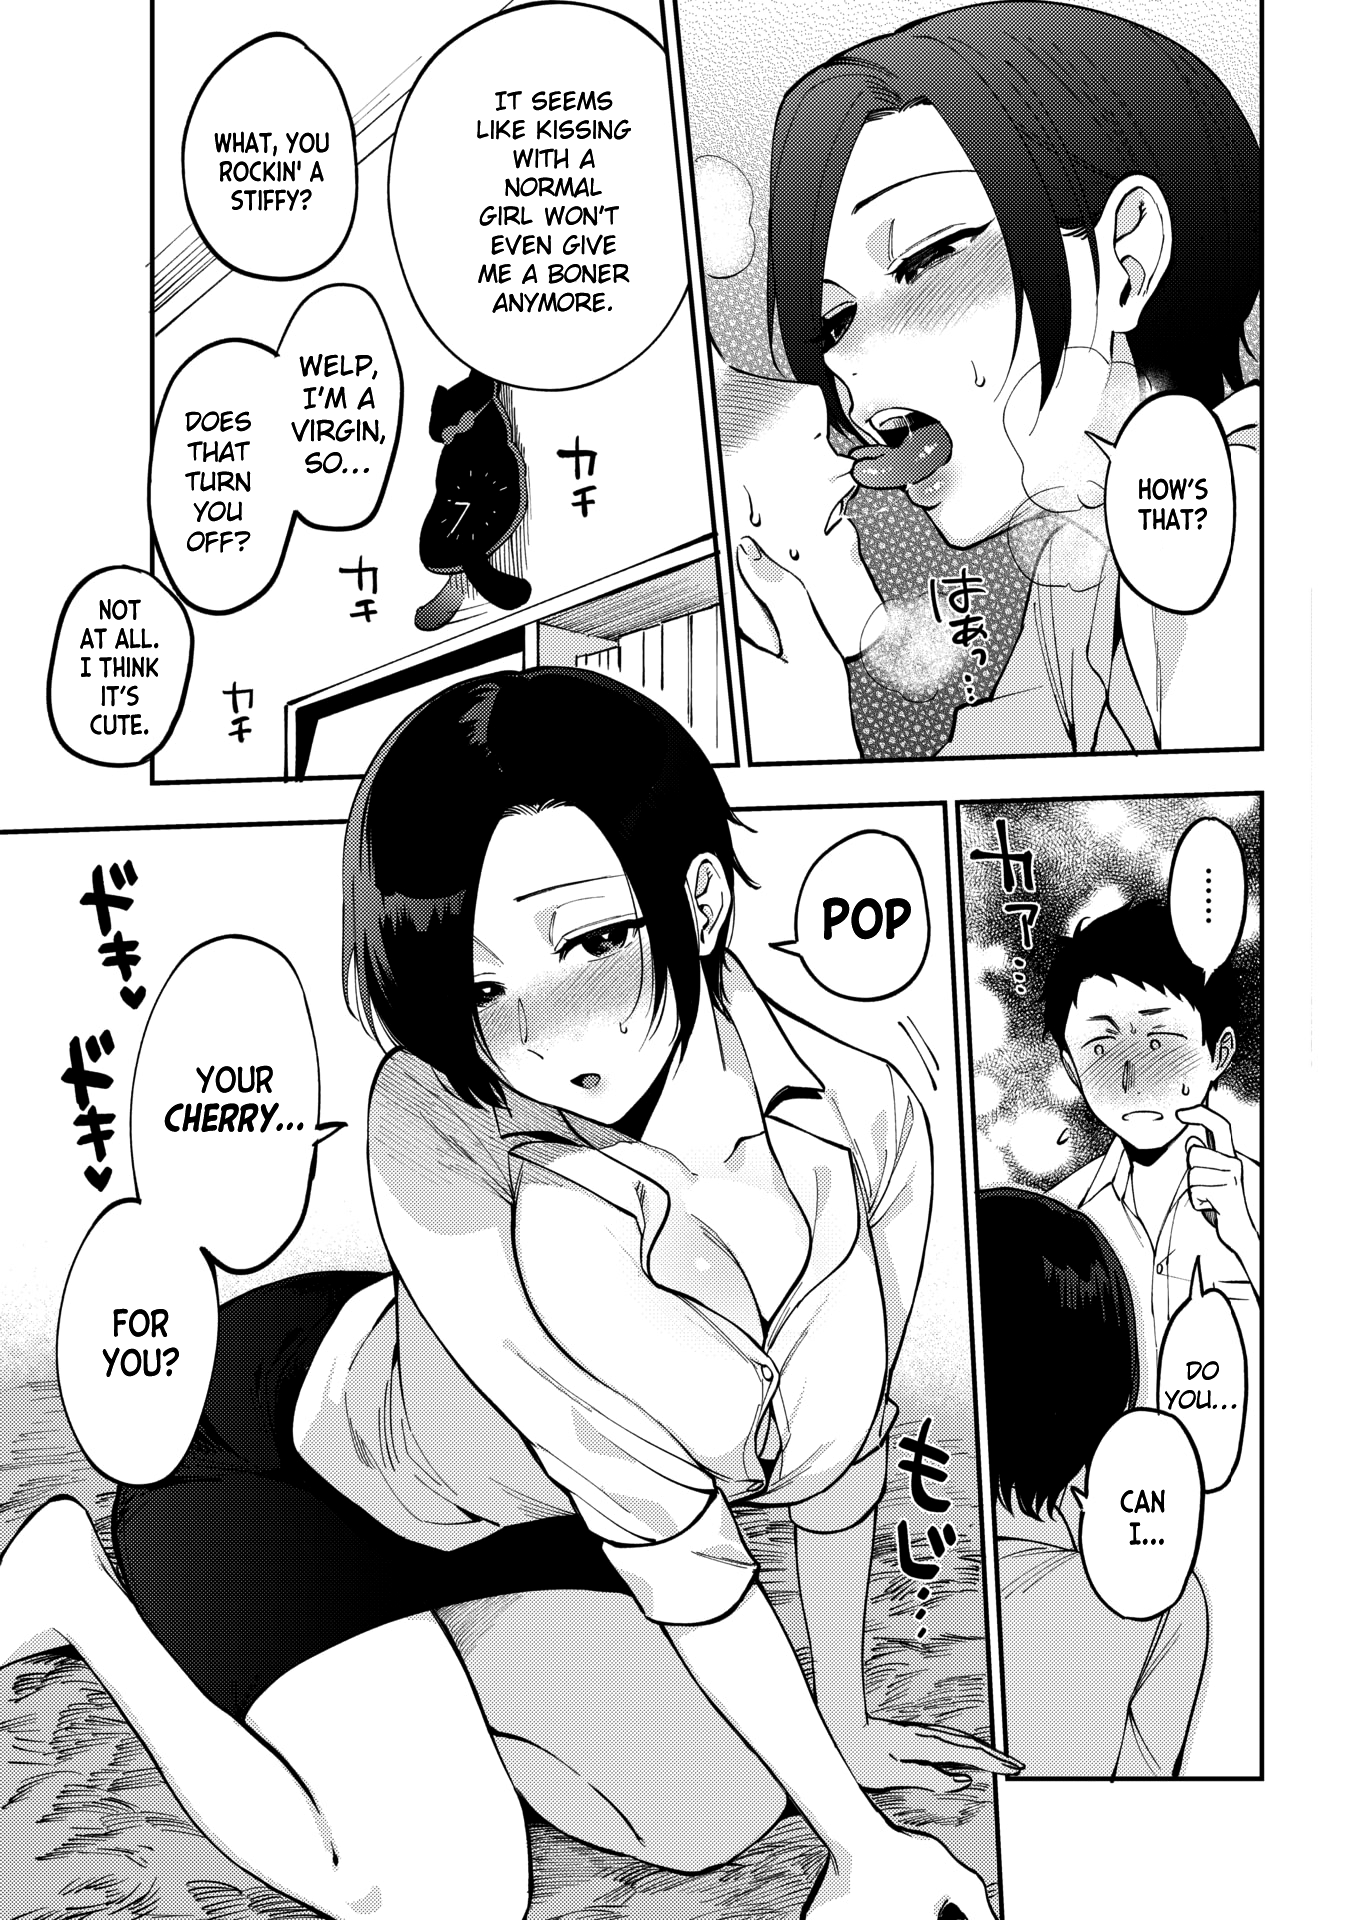 HOW'S
THAT?
はぁっ…
IT SEEMS
LIKE KISSING
WITH A
NORMAL
GIRL WON'T
EVEN GIVE
ME A BONER
ANYMORE.
WHAT, YOU
ROCKIN' A
STIFFY?
WELP,
I'M A
VIRGIN,
SO...
DOES
THAT
TURN
YOU
OFF?
NOT
AT ALL.
I THINK
IT'S
CUTE.
カチ
カチ
カチ
7
......
カァ…
DO
YOU...
CAN
I...
POP
YOUR
CHERRY...
FOR
YOU?
ドキ♥
ドキ♥
もじ…